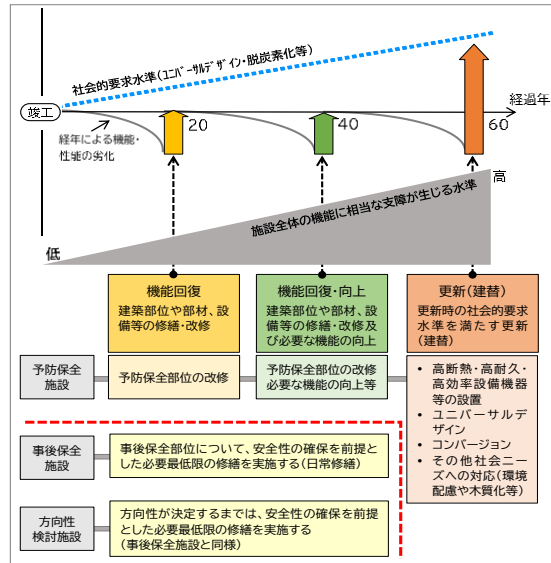 社会的要求水準(ﾕﾆﾊﾞｰｻﾙﾃﾞｻﾞｲﾝ・脱炭素化等)
竣工
経過年
20
40
60
経年による機能・
性能の劣化
高
施設全体の機能に相当な支障が生じる水準
低
機能回復
建築部位や部材、設
備等の修繕・改修
機能回復・向上
建築部位や部材、設
備等の修繕・改修及
び必要な機能の向上
更新(建替)
更新時の社会的要求
水準を満たす更新
(建替)
予防保全
施設
予防保全部位の改修
予防保全部位の改修
必要な機能の向上等
• 高断熱・高耐久・
高効率設備機器
等の設置
• ユニバーサルデ
ザイン
• コンバージョン
• その他社会ニー
ズへの対応(環境
配慮や木質化等)
事後保全
施設
事後保全部位について、安全性の確保を前提と
した必要最低限の修繕を実施する(日常修繕)
方向性
検討施設
方向性が決定するまでは、安全性の確保を前提
とした必要最低限の修繕を実施する
(事後保全施設と同様)